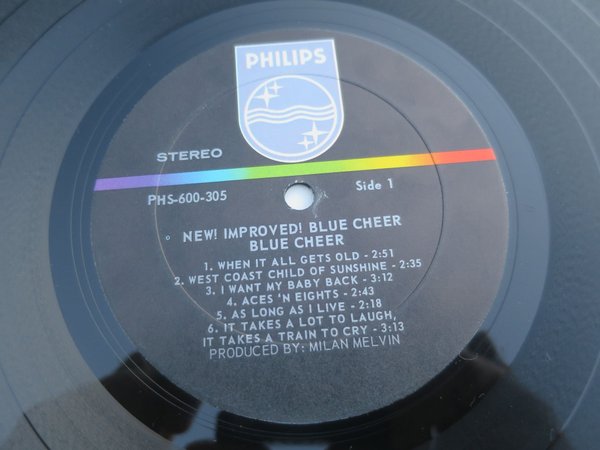 PHILIPS
STEREO
PHS-600-305
Side 1
NEW! IMPROVED! BLUE CHEER
BLUE CHEER
1. WHEN IT ALL GETS OLD - 2:51
2. WEST COAST CHILD OF SUNSHINE - 2:35
3. I WANT MY BABY BACK - 3:12
4. ACES 'N EIGHTS - 2:43
5. AS LONG AS I LIVE - 2:18
6. IT TAKES A LOT TO LAUGH,
IT TAKES A TRAIN TO CRY - 3:13
PRODUCED BY: MILAN MELVIN